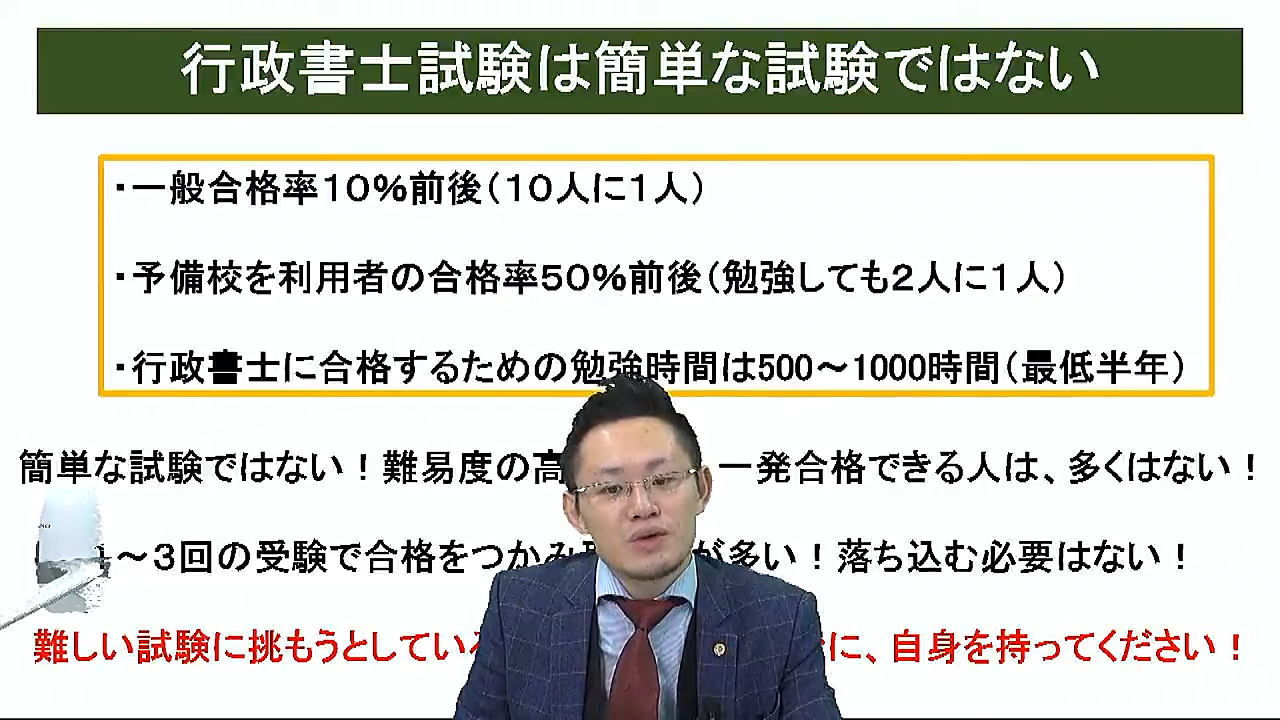 行政書士試験は簡単な試験ではない
・一般合格率１０％前後（１０人に１人）
・予備校を利用者の合格率５０％前後（勉強しても２人に１人）
・行政書士に合格するための勉強時間は500～1000時間（最低半年）
簡単な試験ではない！難易度の高 一発合格できる人は、多くはない！
～３回の受験で合格をつかみ が多い！落ち込む必要はない！
難しい試験に挑もうとしている に、自身を持ってください！